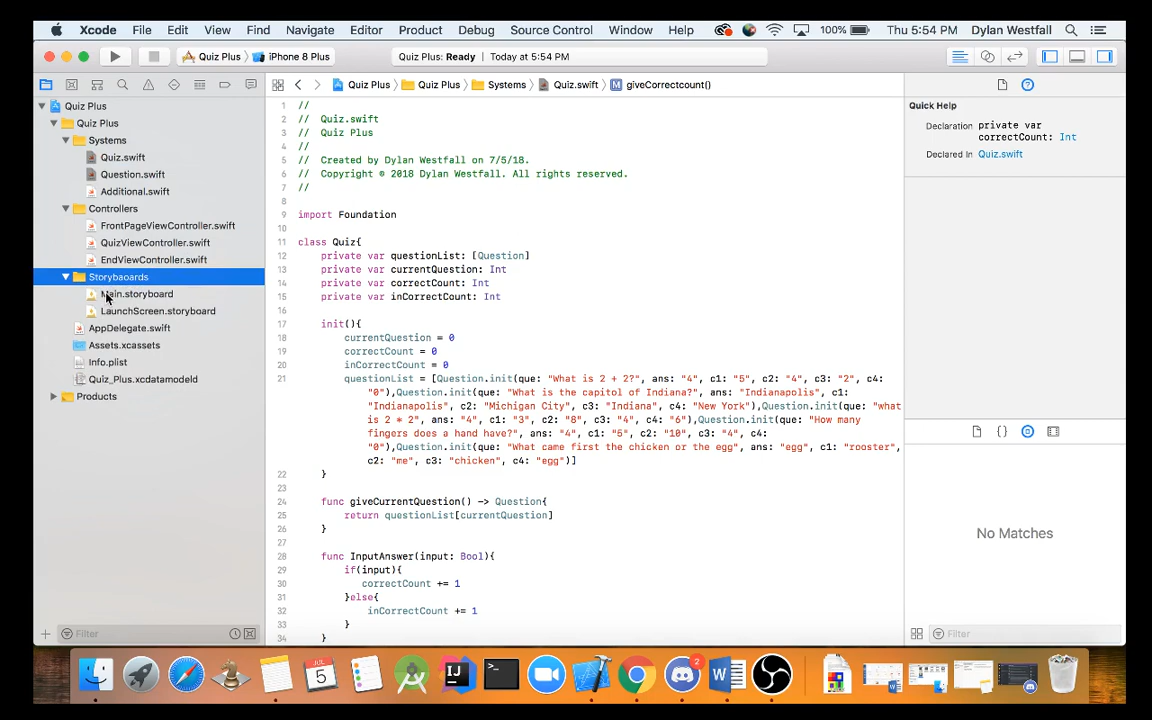 Xcode File Edit View Find Navigate Editor Product Debug Source Control Window Help 100% Thu 5:54 PM Dylan Westfall
Quiz Plus iPhone 8 Plus Quiz Plus: Ready Today at 5:54 PM
Quiz Plus Quiz Plus Systems Quiz.swift M giveCorrectcount()
Quiz Plus
Quiz Plus
Systems
Quiz.swift
Question.swift
Additional.swift
Controllers
FrontPageViewController.swift
QuizViewController.swift
EndViewController.swift
Storybaoards
Main.storyboard
LaunchScreen.storyboard
AppDelegate.swift
Assets.xcassets
Info.plist
Quiz_Plus.xcdatamodeld
Products
Filter
1 //
2 // Quiz.swift
3 // Quiz Plus
4 //
5 // Created by Dylan Westfall on 7/5/18.
6 // Copyright © 2018 Dylan Westfall. All rights reserved.
7 //
8
9 import Foundation
10
11 class Quiz{
12 private var questionList: [Question]
13 private var currentQuestion: Int
14 private var correctCount: Int
15 private var inCorrectCount: Int
16
17 init(){
18 currentQuestion = 0
19 correctCount = 0
20 inCorrectCount = 0
21 questionList = [Question.init(que: "What is 2 + 2?", ans: "4", c1: "5", c2: "4", c3: "2", c4:
"0"),Question.init(que: "What is the capitol of Indiana?", ans: "Indianapolis", c1:
"Indianapolis", c2: "Michigan City", c3: "Indiana", c4: "New York"),Question.init(que: "what
is 2 * 2", ans: "4", c1: "3", c2: "8", c3: "4", c4: "6"),Question.init(que: "How many
fingers does a hand have?", ans: "4", c1: "5", c2: "10", c3: "4", c4:
"0"),Question.init(que: "What came first the chicken or the egg", ans: "egg", c1: "rooster",
c2: "me", c3: "chicken", c4: "egg")]
22 }
23
24 func giveCurrentQuestion() -> Question{
25 return questionList[currentQuestion]
26 }
27
28 func InputAnswer(input: Bool){
29 if(input){
30 correctCount += 1
31 }else{
32 inCorrectCount += 1
33 }
34 }
Quick Help
Declaration private var
correctCount: Int
Declared In Quiz.swift
{ }
No Matches
Filter
JUL
5
IJ
>_
2
W